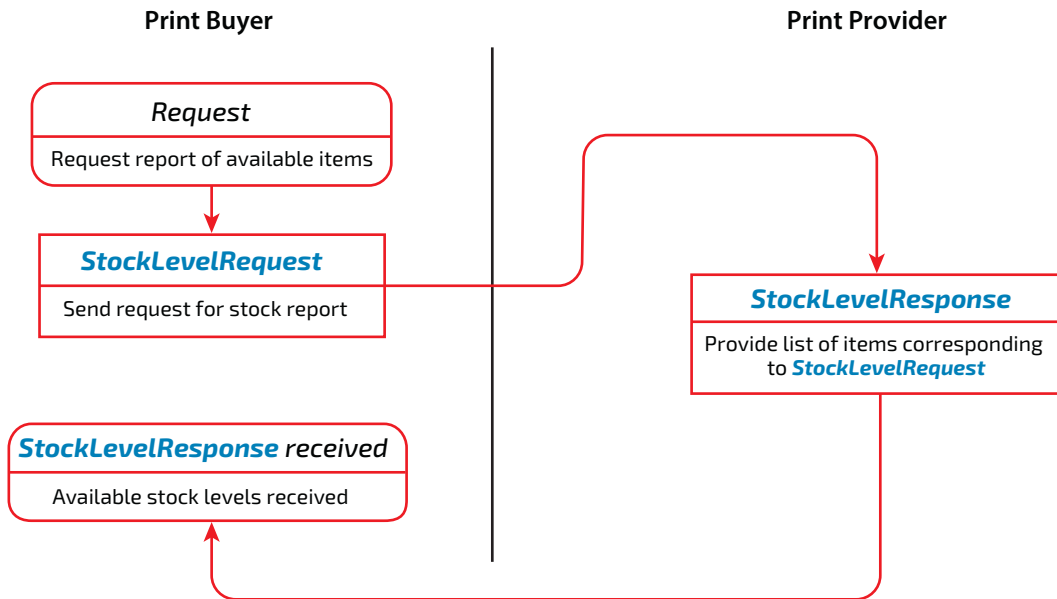 Print Buyer
Print Provider
Request
Request report of available items
StockLevelRequest
Send request for stock report
StockLevelResponse
Provide list of items corresponding
to StockLevelRequest
StockLevelResponse received
Available stock levels received